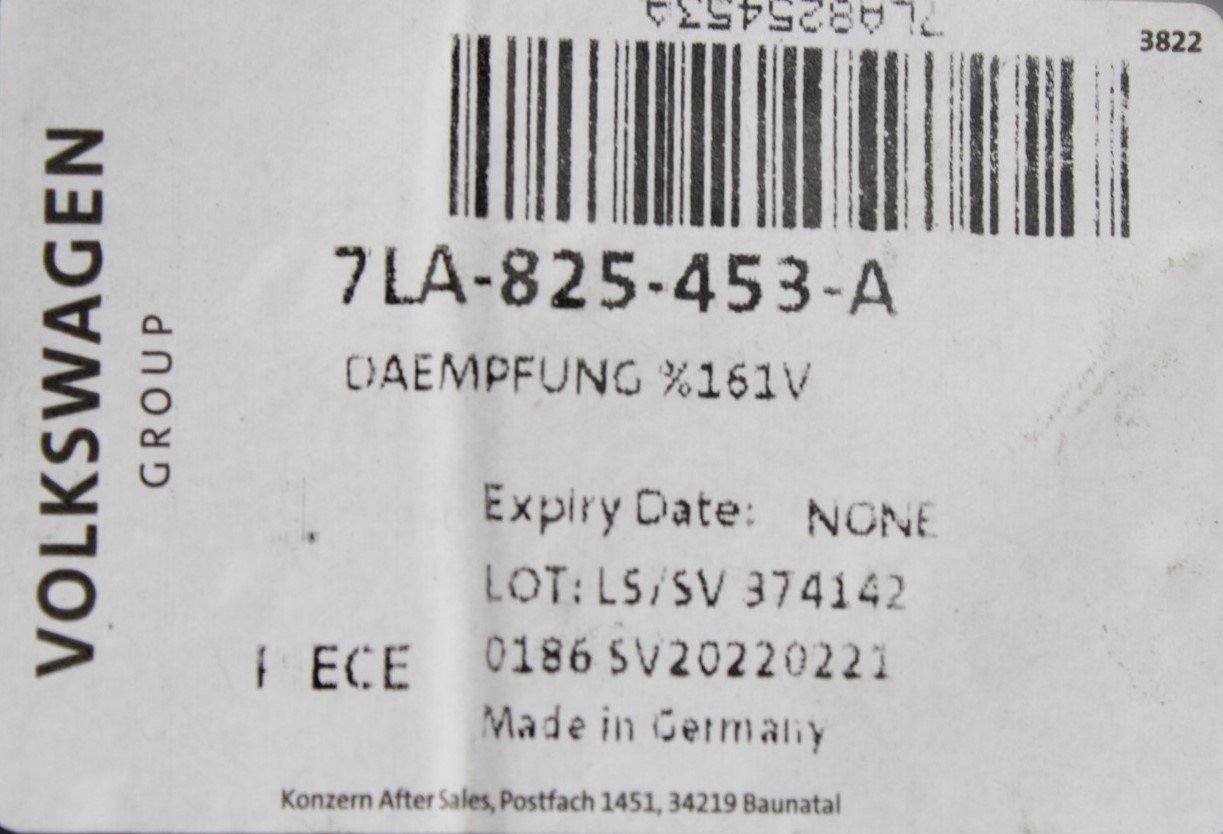 7LA825453A
3822
VOLKSWAGEN
GROUP
7LA-825-453-A
DAEMPFUNG %161V
Expiry Date: NONE
LOT: LS/SV 374142
0186 SV20220221
Made in Germany
Konzern After Sales, Postfach 1451, 34219 Baunatal